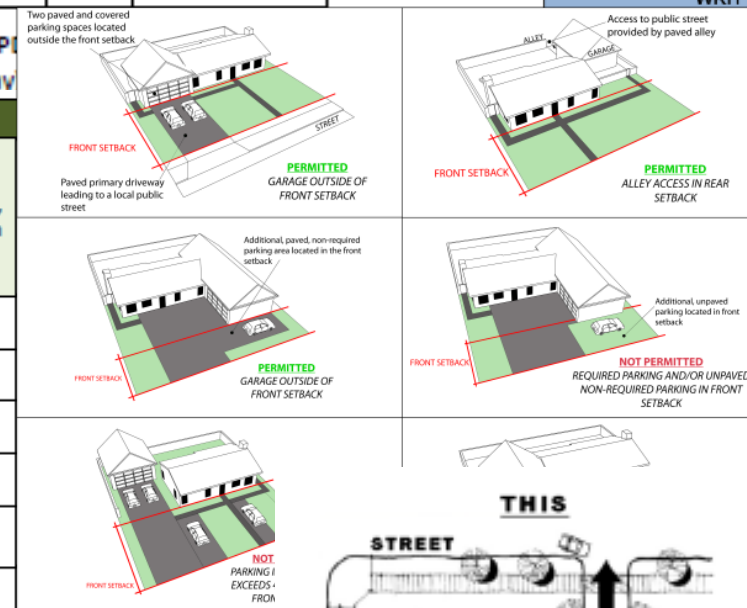 Two paved and covered
parking spaces located
outside the front setback
STREET
FRONT SETBACK
Paved primary driveway
leading to a local public
street
PERMITTED
GARAGE OUTSIDE OF
FRONT SETBACK
Access to public street
provided by paved alley
ALLEY
GARAGE
FRONT SETBACK
PERMITTED
ALLEY ACCESS IN REAR
SETBACK
Additional, paved, non-required
parking area located in the front
setback
FRONT SETBACK
PERMITTED
GARAGE OUTSIDE OF
FRONT SETBACK
Additional, unpaved
parking located in front
setback
FRONT SETBACK
NOT PERMITTED
REQUIRED PARKING AND/OR UNPAVED
NON-REQUIRED PARKING IN FRONT
SETBACK
FRONT SETBACK
NOT
PARKING
EXCEEDS
THIS
STREET